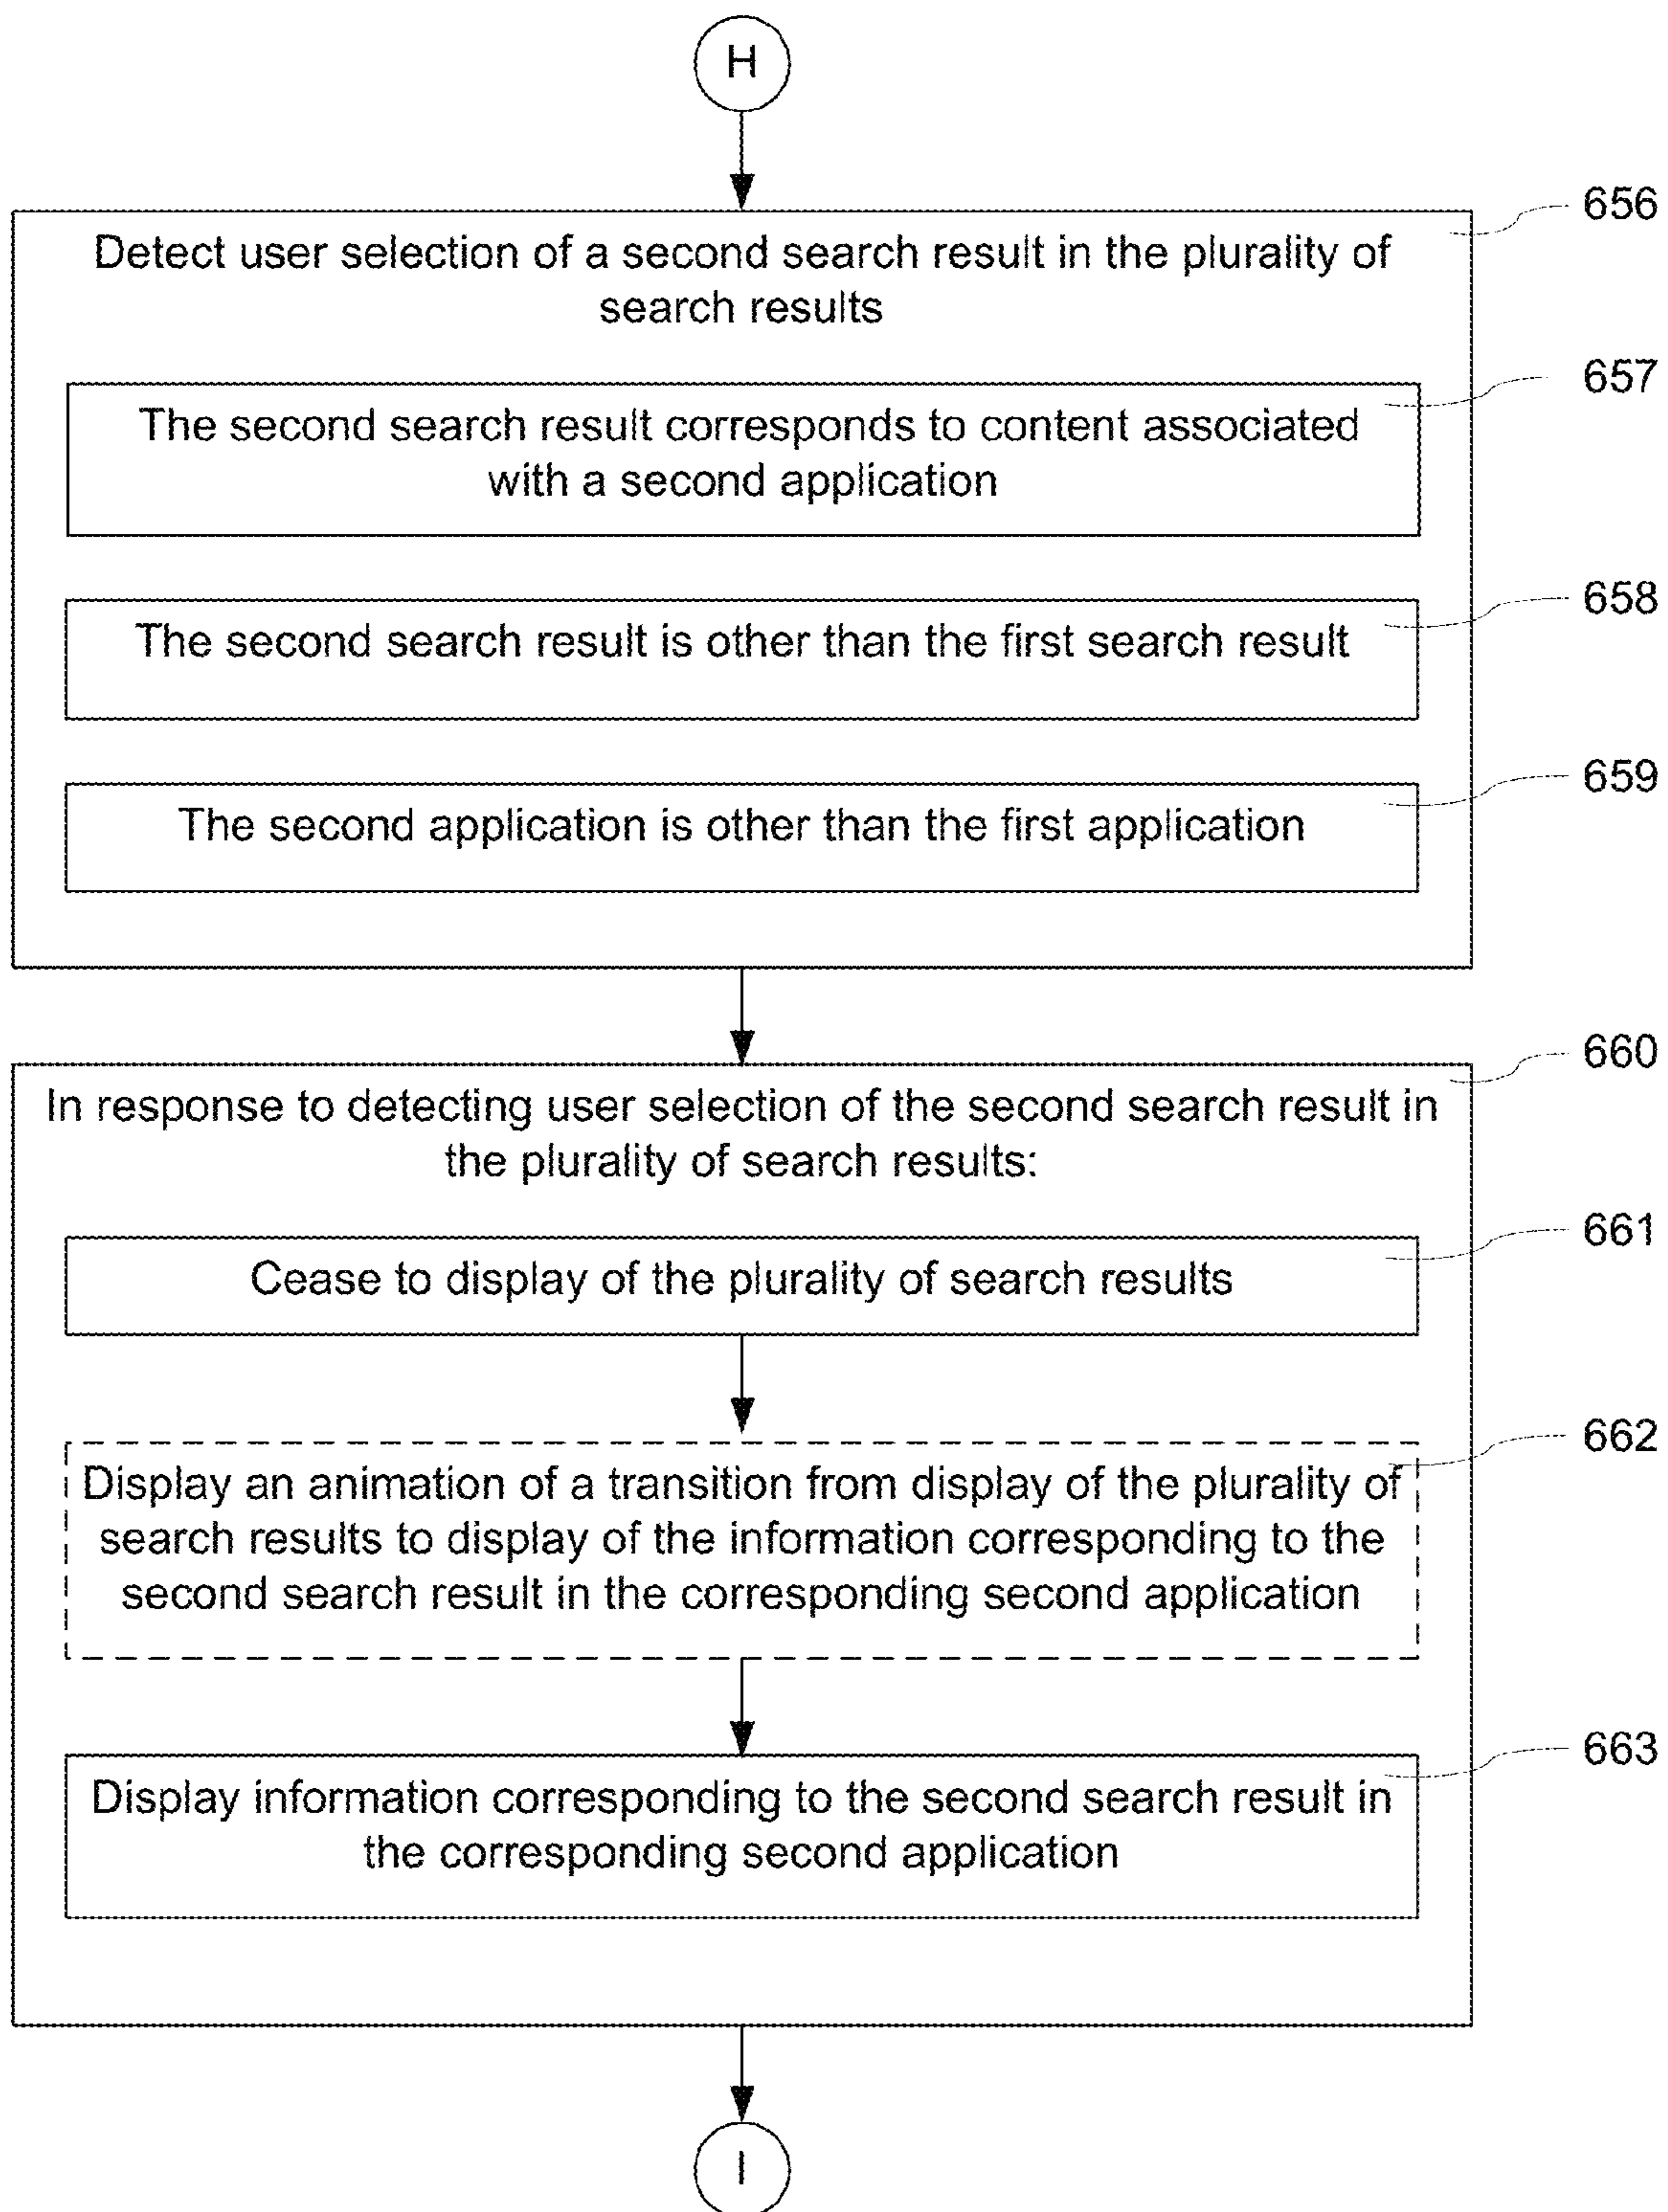 H
656
Detect user selection of a second search result in the plurality of
search results
657
The second search result corresponds to content associated
with a second application
658
The second search result is other than the first search result
659
The second application is other than the first application
660
In response to detecting user selection of the second search result in
the plurality of search results:
661
Cease to display of the plurality of search results
662
Display an animation of a transition from display of the plurality of
search results to display of the information corresponding to the
second search result in the corresponding second application
663
Display information corresponding to the second search result in
the corresponding second application
I